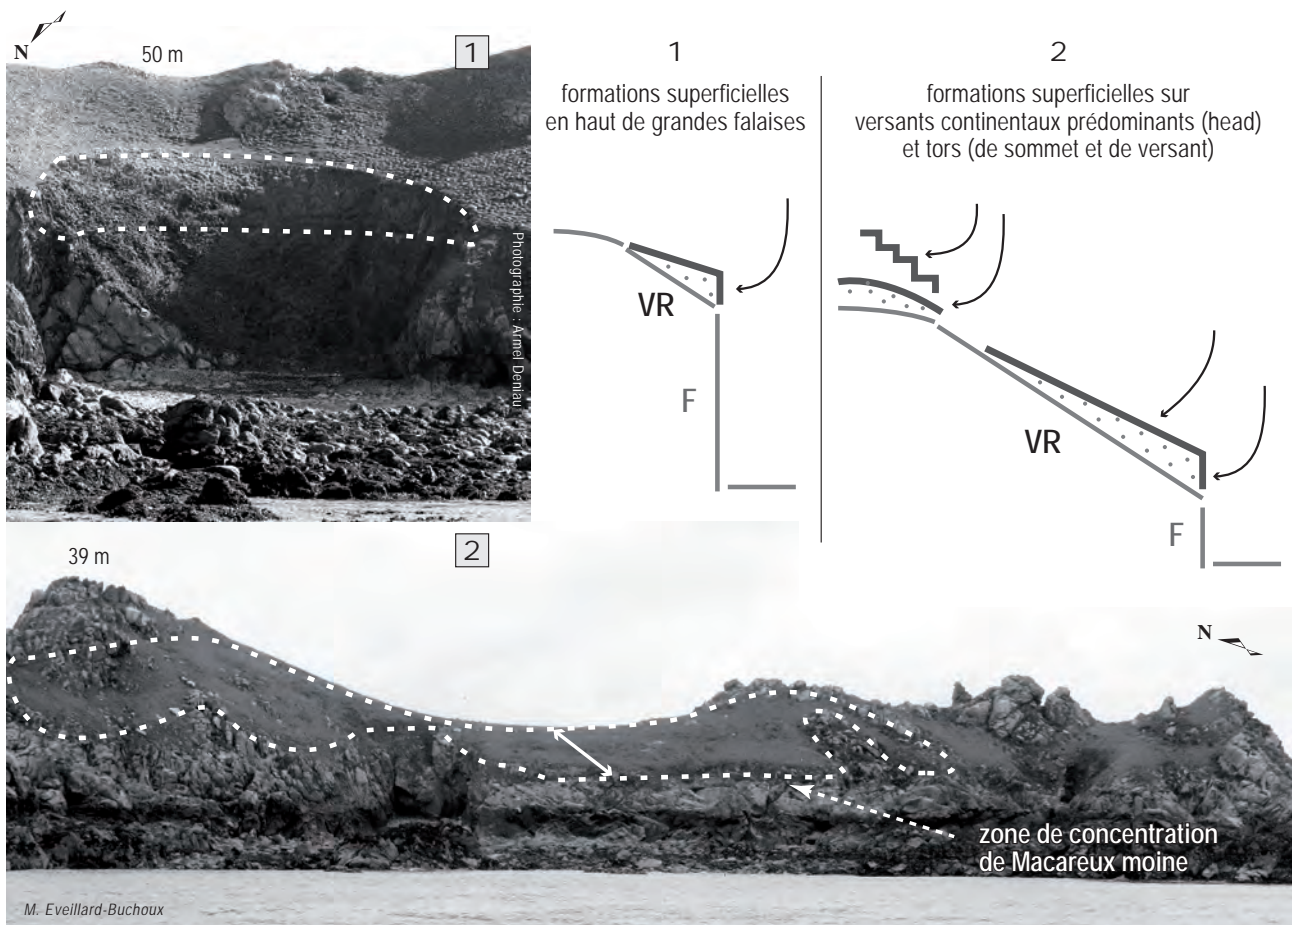 N
50 m
1
Photographie : Armel Deniau
1
formations superficielles
en haut de grandes falaises
VR
F
2
formations superficielles sur
versants continentaux prédominants (head)
et tors (de sommet et de versant)
VR
F
39 m
2
N
zone de concentration
de Macareux moine
M. Eveillard-Buchoux